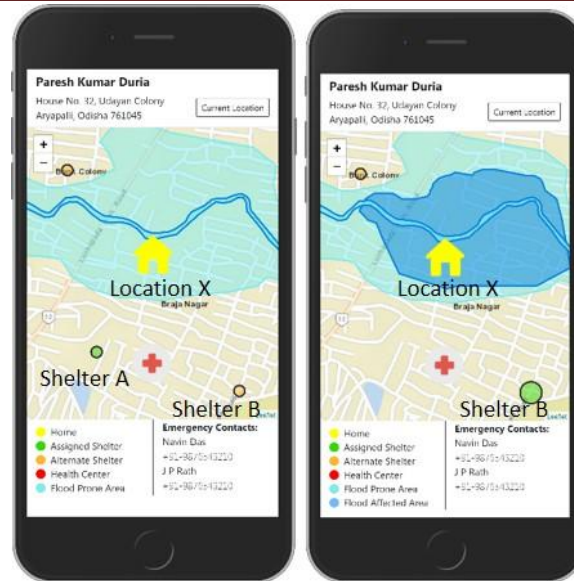 Paresh Kumar Duria
House No. 32, Udayan Colony
Aryapalli, Odisha 761045
Current Location
+
−
Colony
Location X
Braja Nagar
Shelter A
Shelter B
Home
Assigned Shelter
Alternate Shelter
Health Center
Flood Prone Area
Emergency Contacts:
Navin Das
J P Rath
Paresh Kumar Duria
House No. 32, Udayan Colony
Aryapalli, Odisha 761045
Current Location
+
−
Colony
Location X
Braja Nagar
Shelter B
Home
Assigned Shelter
Alternate Shelter
Health Center
Flood Prone Area
Flood Affected Area
Emergency Contacts:
Navin Das
J P Rath